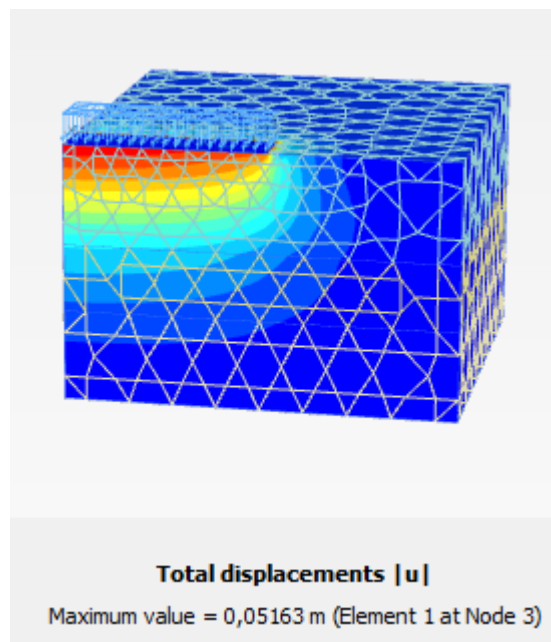 Total displacements |u|
Maximum value = 0,05163 m (Element 1 at Node 3)